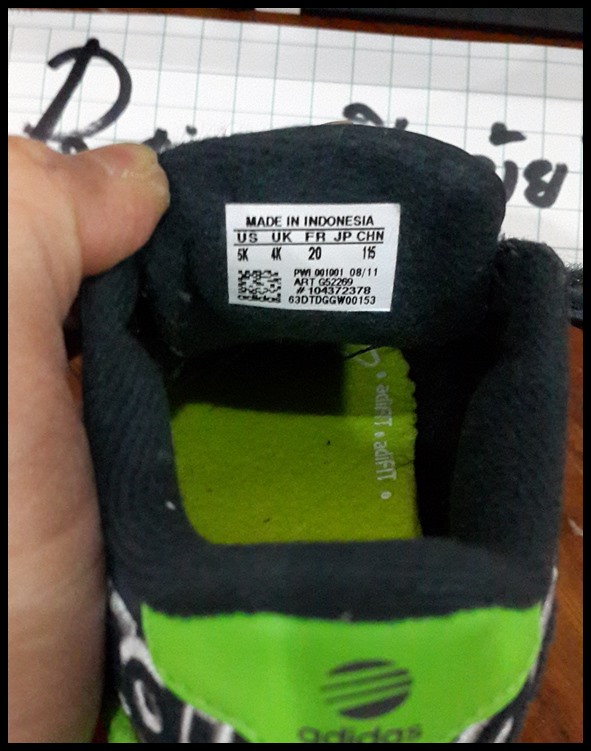 MADE IN INDONESIA
US UK FR JP CHN
5K 4K 20 115
PWI 001001 08/11
ART G52269
# 104372378
63DTDGGW00153
adiFIT • adiFIT •
adidas